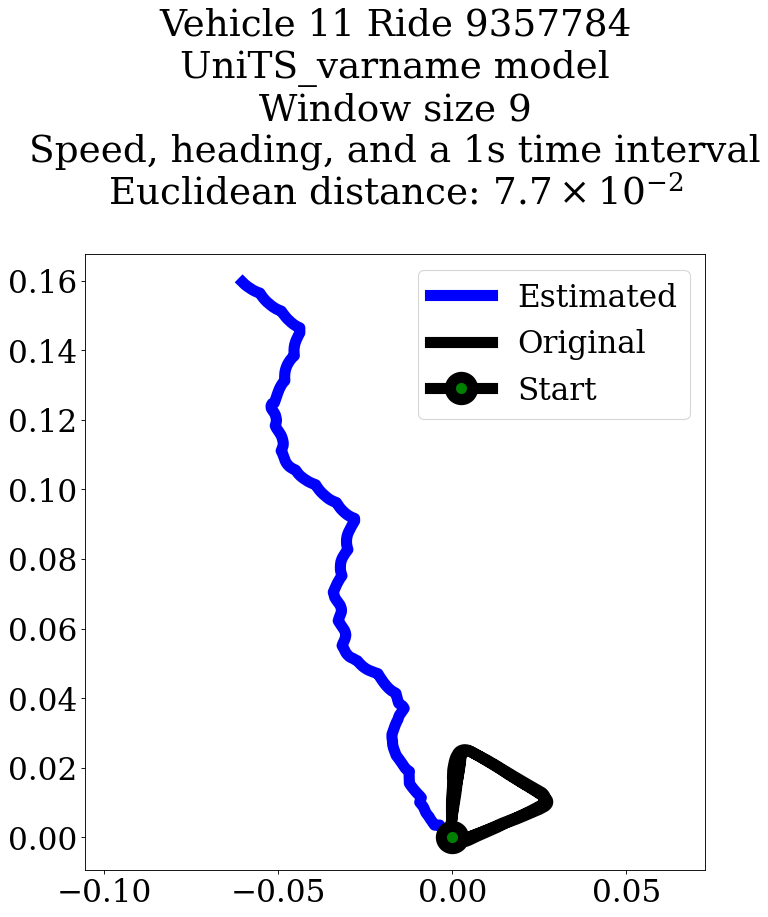 Vehicle 11 Ride 9357784
UniTS_varname model
Window size 9
Speed, heading, and a 1s time interval
Euclidean distance: 7.7 × 10⁻²
Estimated
Original
Start
0.16
0.14
0.12
0.10
0.08
0.06
0.04
0.02
0.00
−0.10 −0.05 0.00 0.05